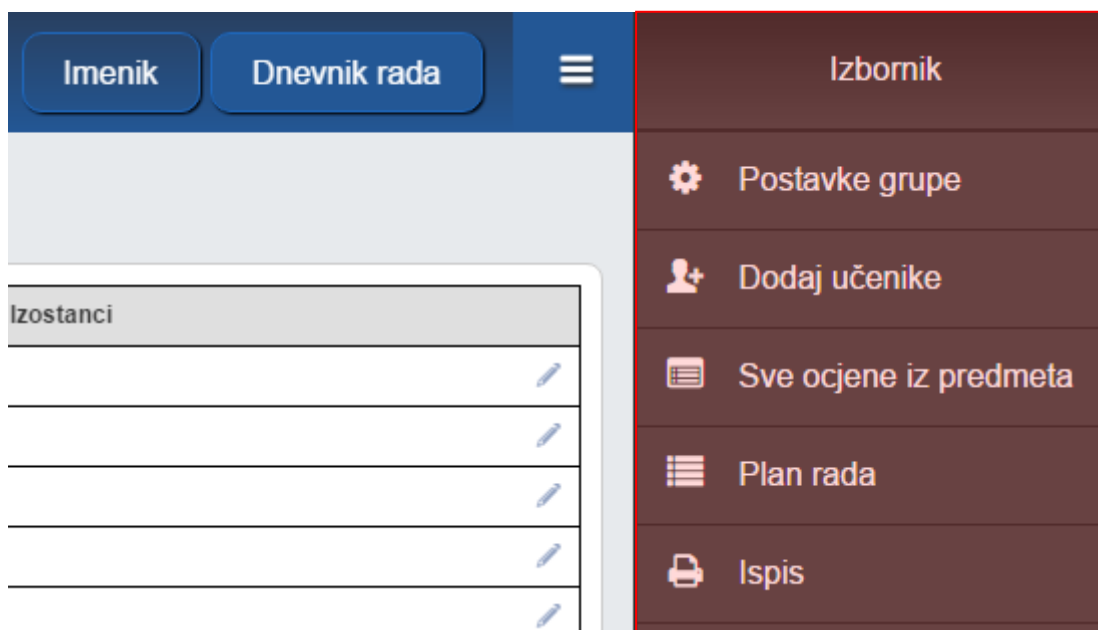 Imenik
Dnevnik rada
Izostanci
Izbornik
Postavke grupe
Dodaj učenike
Sve ocjene iz predmeta
Plan rada
Ispis